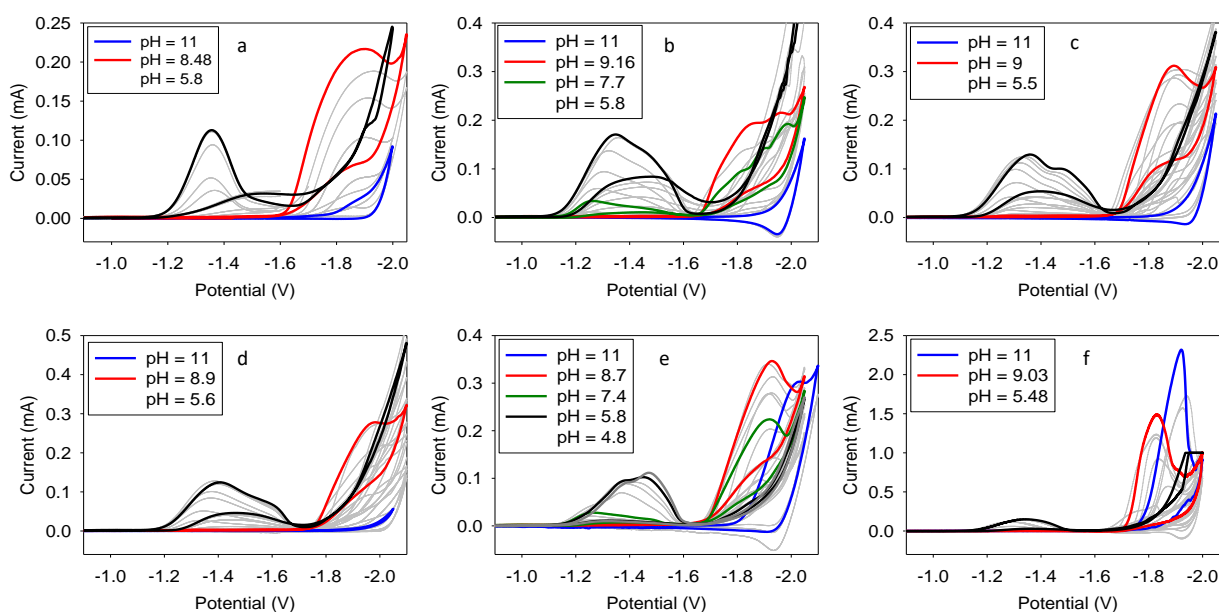 a
pH = 11
pH = 8.48
pH = 5.8
0.25
0.20
0.15
0.10
0.05
0.00
Current (mA)
-1.0 -1.2 -1.4 -1.6 -1.8 -2.0
Potential (V)
b
pH = 11
pH = 9.16
pH = 7.7
pH = 5.8
0.4
0.3
0.2
0.1
0.0
Current (mA)
-1.0 -1.2 -1.4 -1.6 -1.8 -2.0
Potential (V)
c
pH = 11
pH = 9
pH = 5.5
0.4
0.3
0.2
0.1
0.0
Current (mA)
-1.0 -1.2 -1.4 -1.6 -1.8 -2.0
Potential (V)
d
pH = 11
pH = 8.9
pH = 5.6
0.5
0.4
0.3
0.2
0.1
0.0
Current (mA)
-1.0 -1.2 -1.4 -1.6 -1.8 -2.0
Potential (V)
e
pH = 11
pH = 8.7
pH = 7.4
pH = 5.8
pH = 4.8
0.4
0.3
0.2
0.1
0.0
Current (mA)
-1.0 -1.2 -1.4 -1.6 -1.8 -2.0
Potential (V)
f
pH = 11
pH = 9.03
pH = 5.48
2.5
2.0
1.5
1.0
0.5
0.0
Current (mA)
-1.0 -1.2 -1.4 -1.6 -1.8 -2.0
Potential (V)